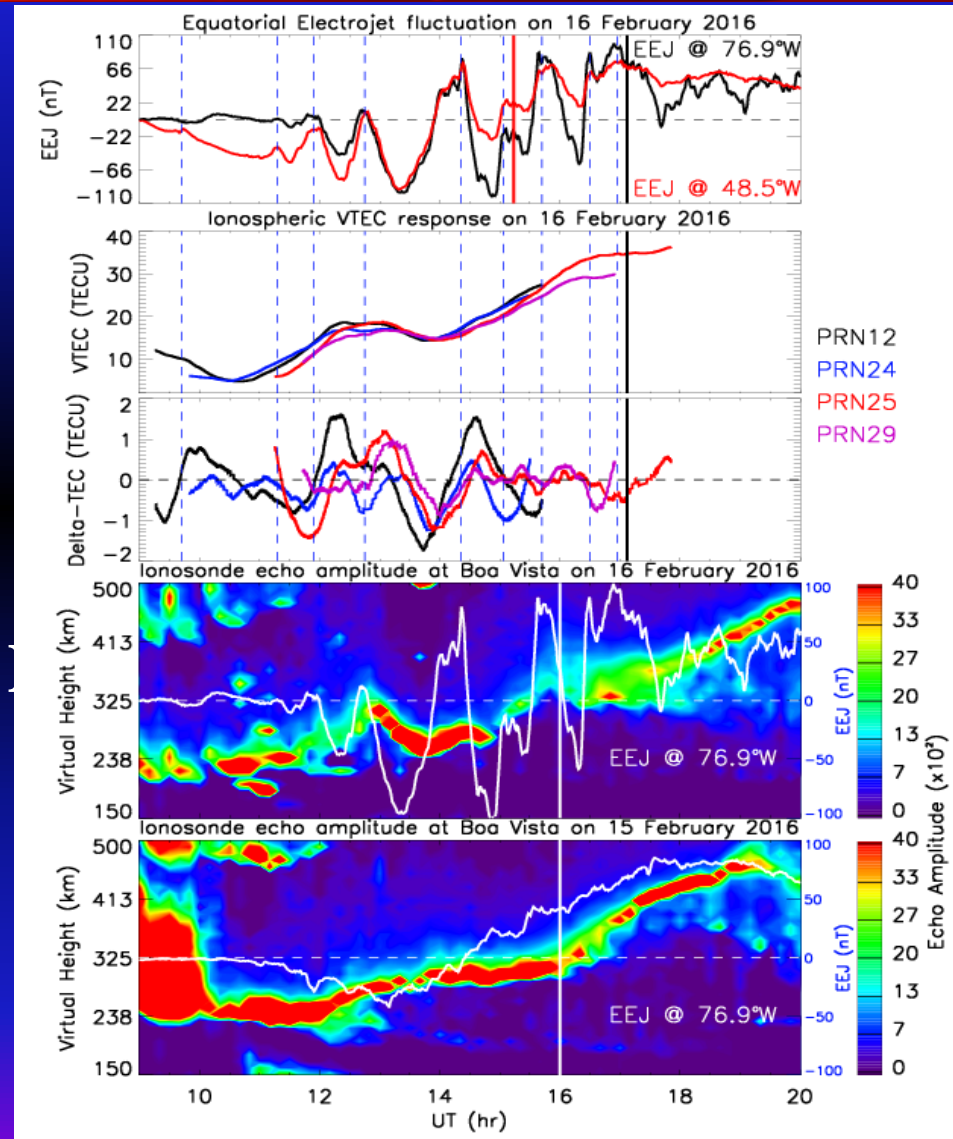 Equatorial Electrojet fluctuation on 16 February 2016
110
66
22
−22
−66
−110
EEJ (nT)
EEJ @ 76.9°W
EEJ @ 48.5°W
Ionospheric VTEC response on 16 February 2016
40
30
20
10
VTEC (TECU)
PRN12
PRN24
PRN25
PRN29
2
1
0
−1
−2
Delta−TEC (TECU)
Ionosonde echo amplitude at Boa Vista on 16 February 2016
500
413
325
238
150
Virtual Height (km)
EEJ @ 76.9°W
100
50
0
−50
−100
EEJ (nT)
40
33
27
20
13
7
0
Ionosonde echo amplitude at Boa Vista on 15 February 2016
500
413
325
238
150
Virtual Height (km)
EEJ @ 76.9°W
100
50
0
−50
−100
EEJ (nT)
40
33
27
20
13
7
0
Echo Amplitude (x10²)
10 12 14 16 18 20
UT (hr)